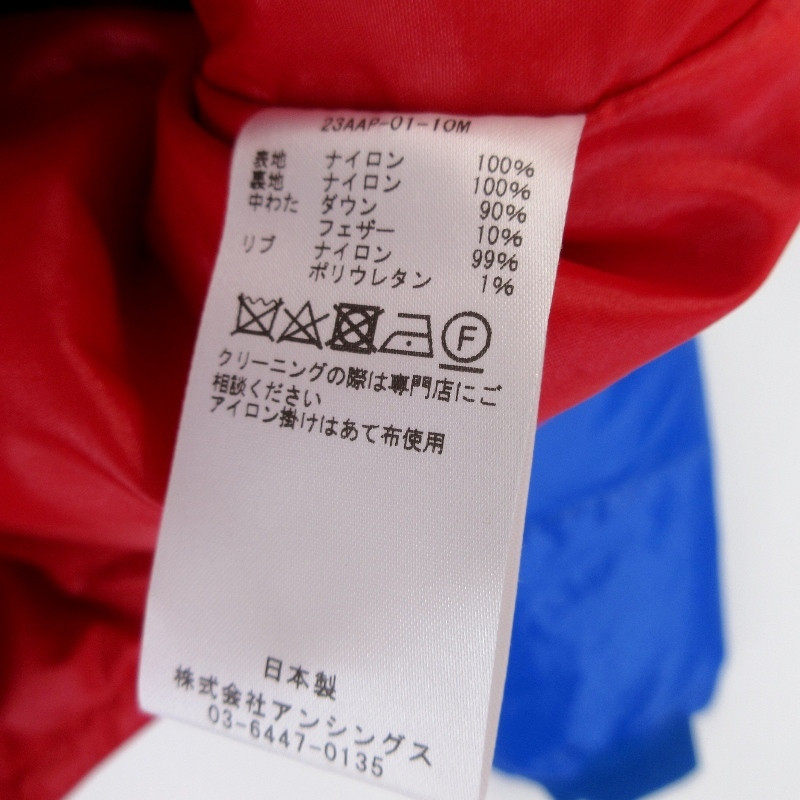 23AAP-01-10M
表地 ナイロン 100%
裏地 ナイロン 100%
中わた ダウン 90%
フェザー 10%
リブ ナイロン 99%
ポリウレタン 1%
F
クリーニングの際は専門店にご
相談ください
アイロン掛けはあて布使用
日本製
株式会社アンシングス
03-6447-0135